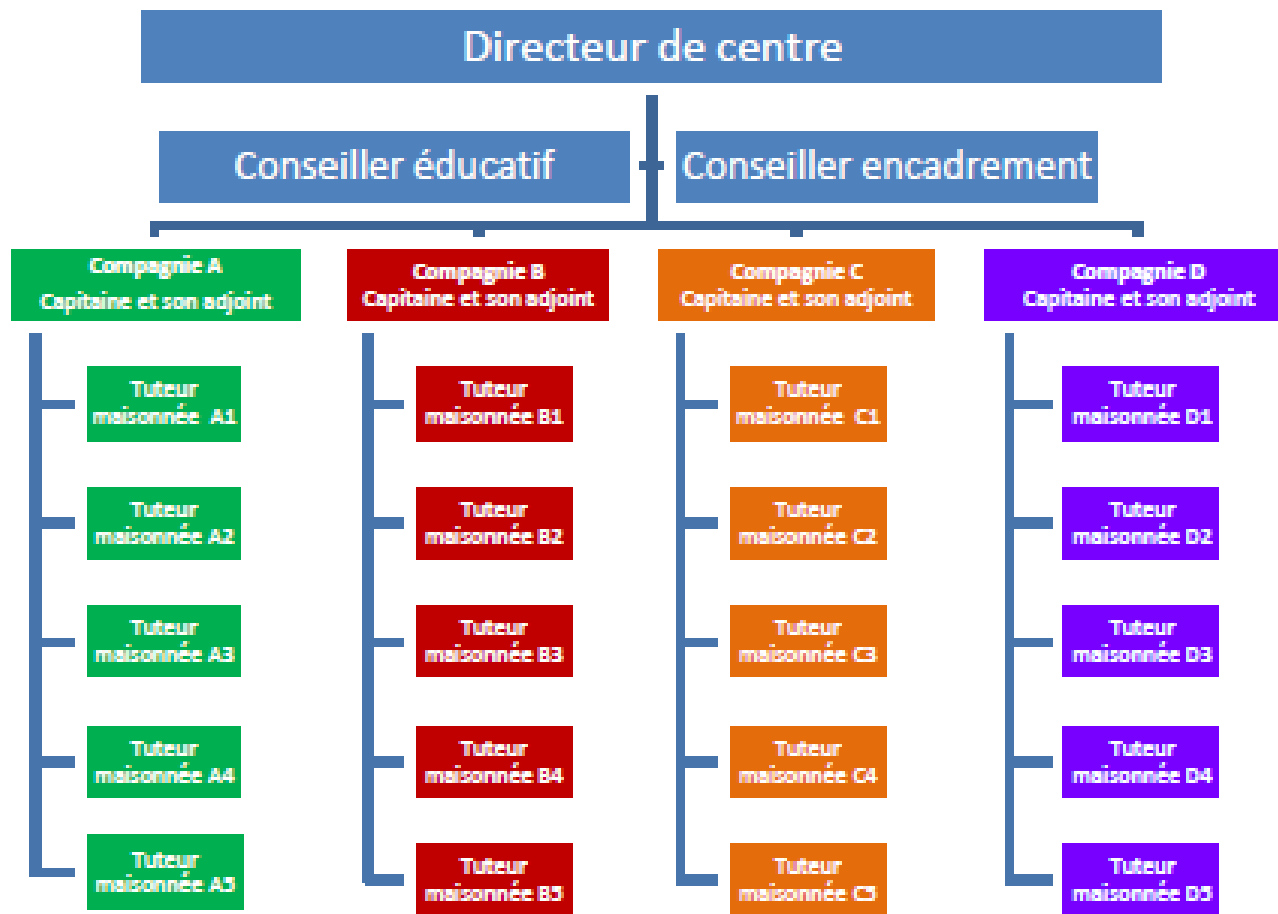 Directeur de centre
Conseiller éducatif
Conseiller encadrement
Compagnie A
Capitaine et son adjoint
Compagnie B
Capitaine et son adjoint
Compagnie C
Capitaine et son adjoint
Compagnie D
Capitaine et son adjoint
Tuteur
maisonnée A1
Tuteur
maisonnée B1
Tuteur
maisonnée C1
Tuteur
maisonnée D1
Tuteur
maisonnée A2
Tuteur
maisonnée B2
Tuteur
maisonnée C2
Tuteur
maisonnée D2
Tuteur
maisonnée A3
Tuteur
maisonnée B3
Tuteur
maisonnée C3
Tuteur
maisonnée D3
Tuteur
maisonnée A4
Tuteur
maisonnée B4
Tuteur
maisonnée C4
Tuteur
maisonnée D4
Tuteur
maisonnée A5
Tuteur
maisonnée B5
Tuteur
maisonnée C5
Tuteur
maisonnée D5